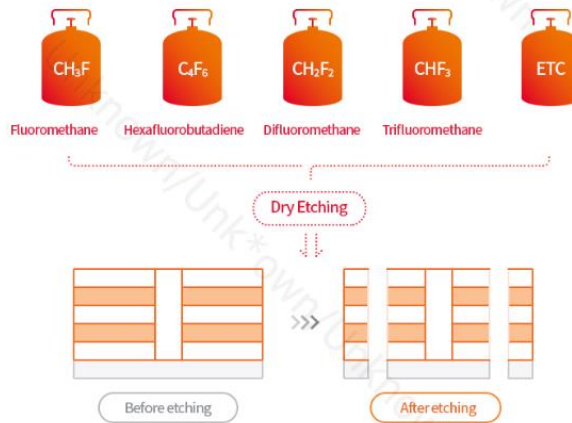 CH₃F C₄F₆ CH₂F₂ CHF₃ ETC
Fluoromethane Hexafluorobutadiene Difluoromethane Trifluoromethane
Dry Etching
Before etching After etching